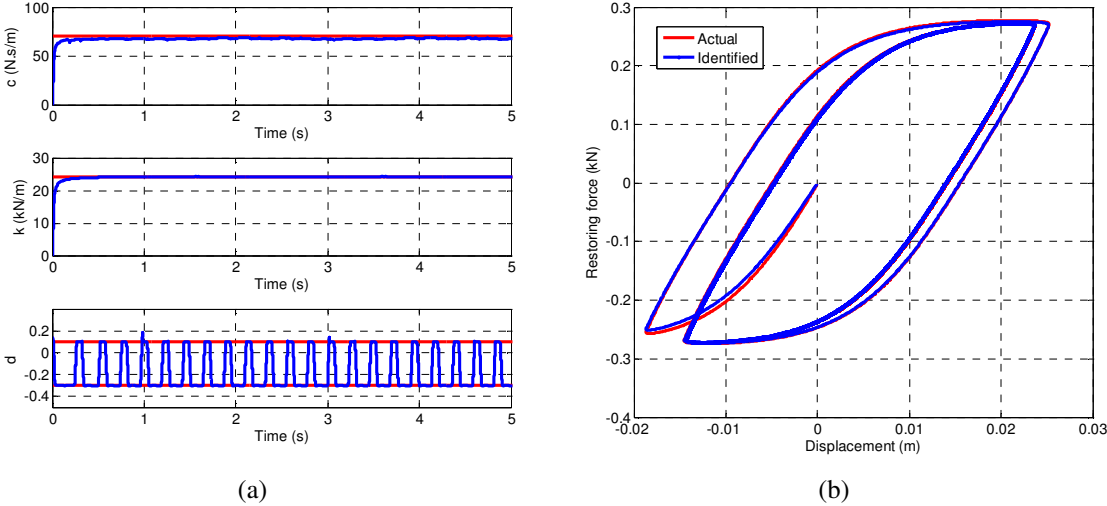 100
50
0
c (N.s/m)
0 1 2 3 4 5
Time (s)
30
20
10
0
k (kN/m)
0 1 2 3 4 5
Time (s)
0.2
0
-0.2
-0.4
d
0 1 2 3 4 5
Time (s)
(a)
0.3
0.2
0.1
0
-0.1
-0.2
-0.3
-0.4
Restoring force (kN)
Actual
Identified
-0.02 -0.01 0 0.01 0.02 0.03
Displacement (m)
(b)